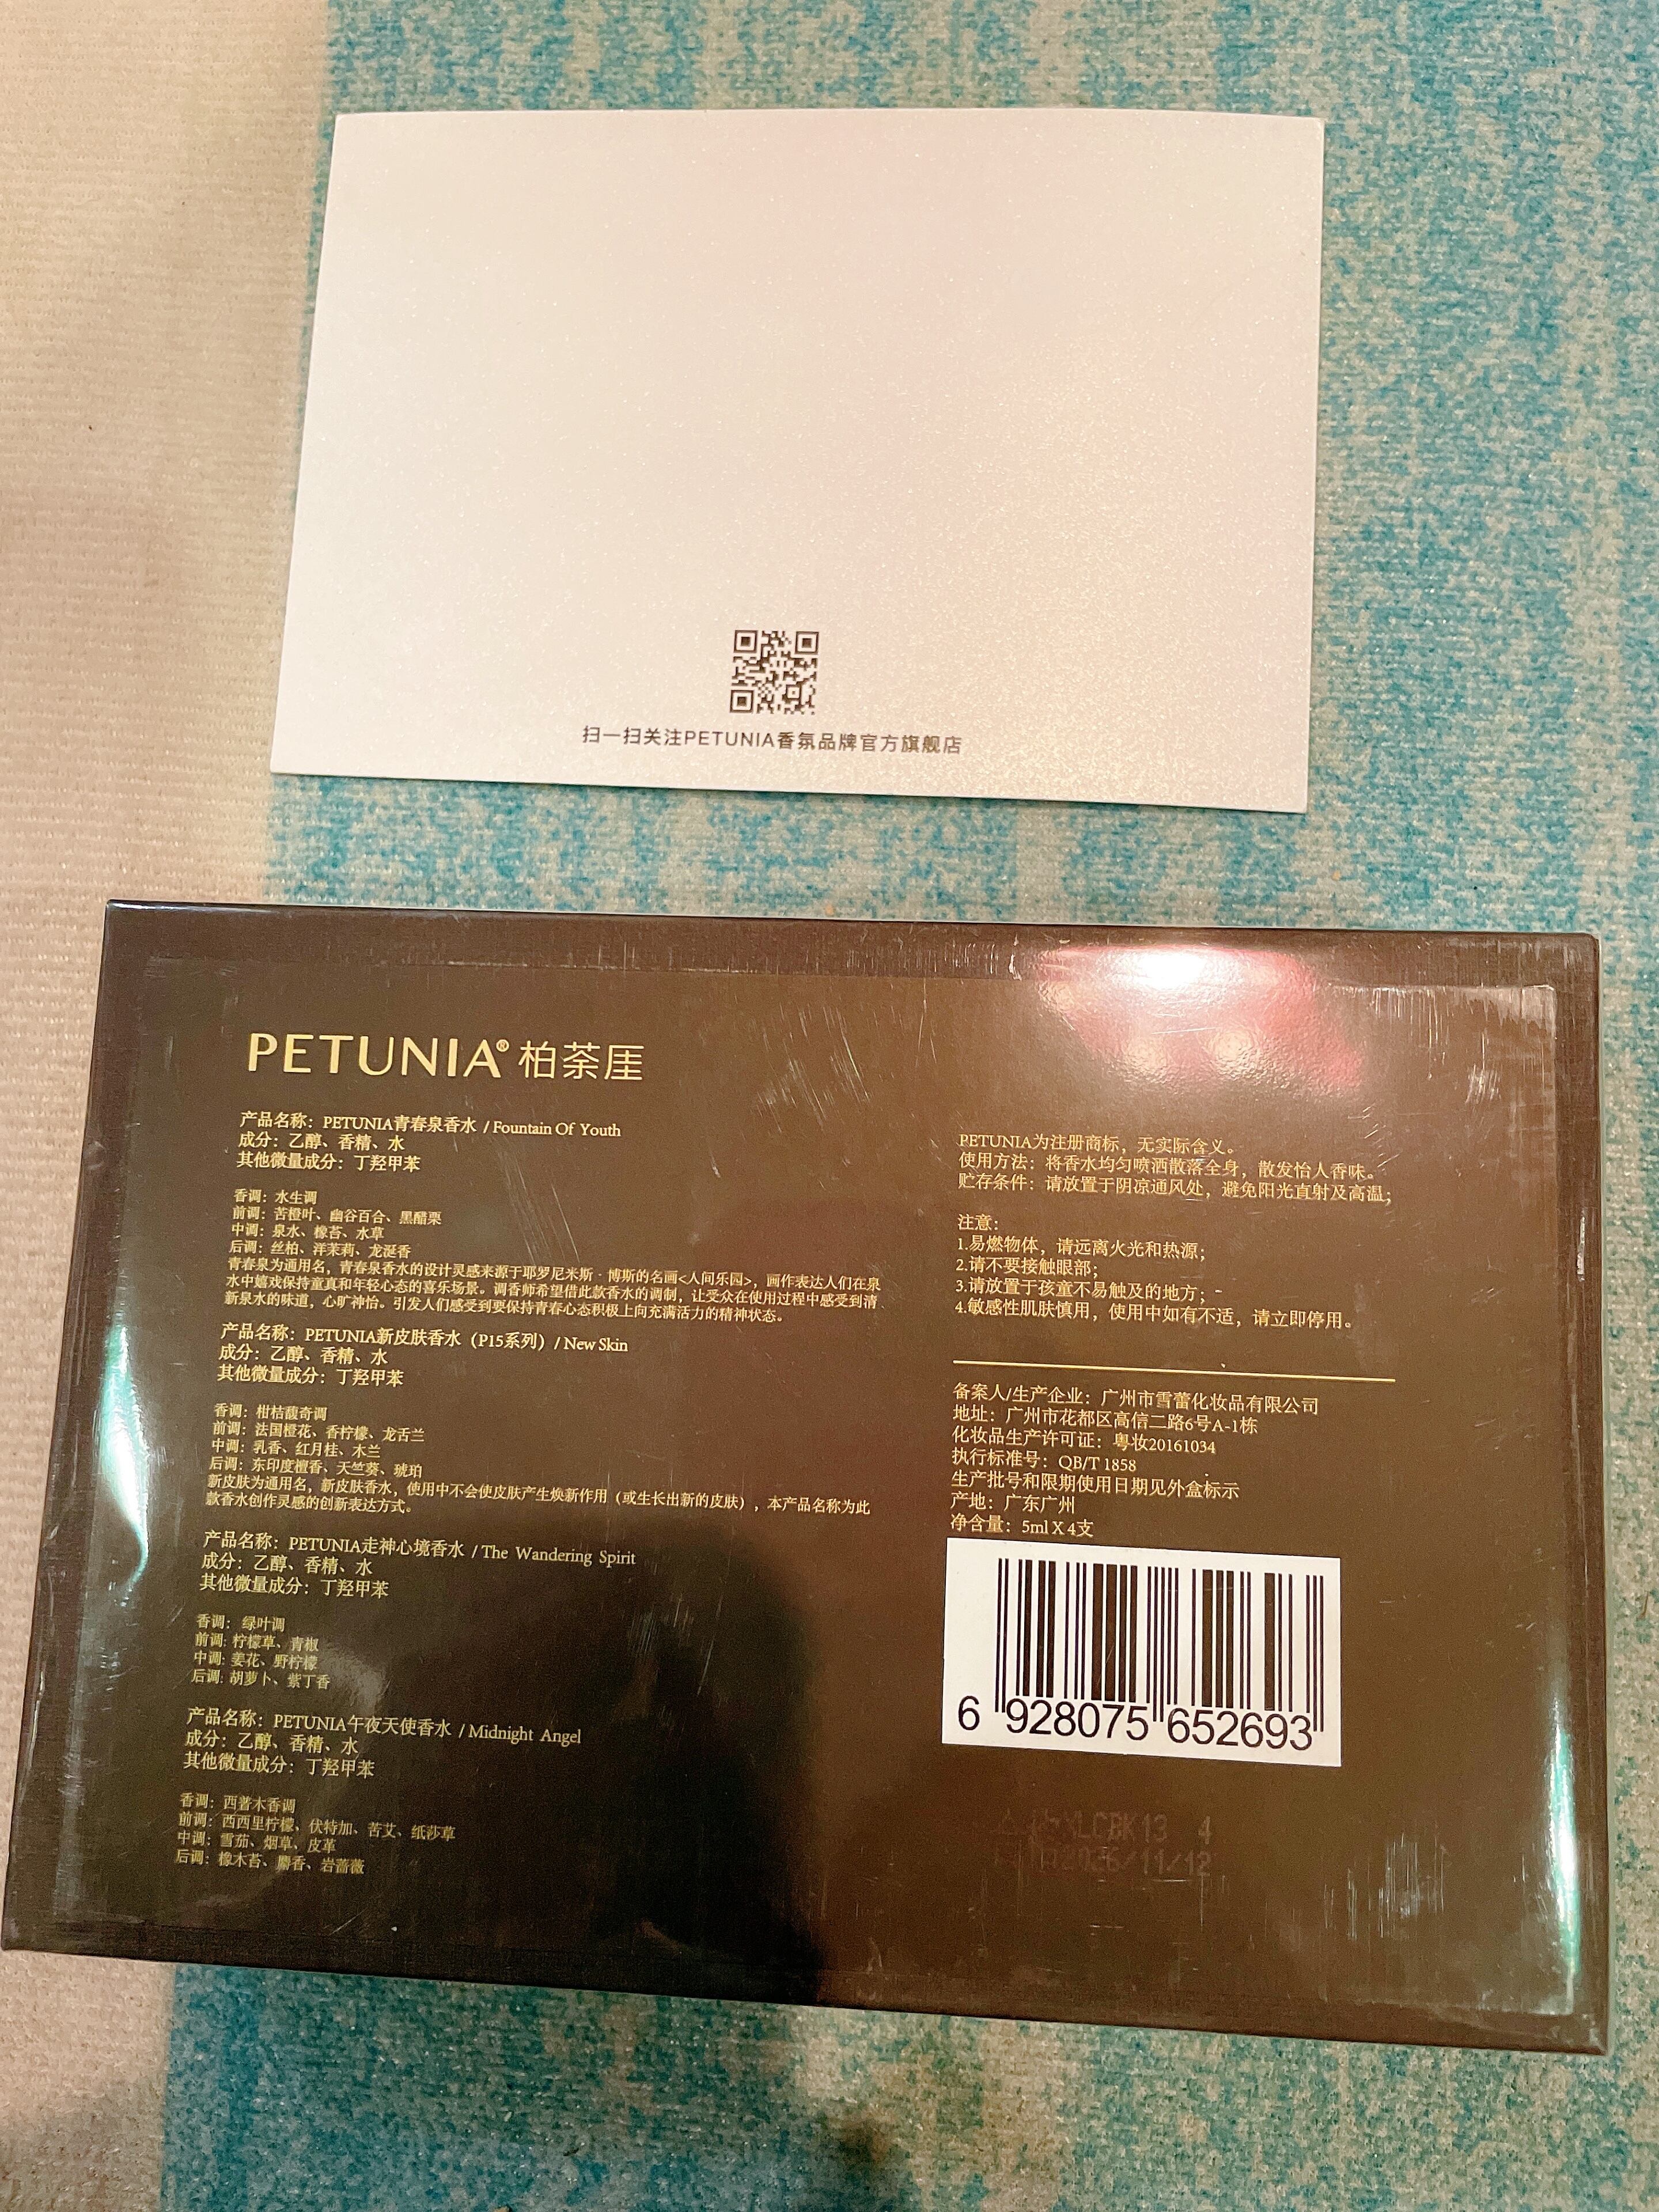 扫一扫关注PETUNIA香氛品牌官方旗舰店
PETUNIA® 柏荼厓
产品名称：PETUNIA青春泉香水 / Fountain Of Youth
成分：乙醇、香精、水
其他微量成分：丁羟甲苯
香调：水生调
前调：苦橙叶、幽谷百合、黑醋栗
中调：泉水、橡苔、水草
后调：丝柏、洋茉莉、龙涎香
青春泉为通用名，青春泉香水的设计灵感来源于耶罗尼米斯 · 博斯的名画<人间乐园>，画作表达人们在泉
水中嬉戏保持童真和年轻心态的喜乐场景。调香师希望借此款香水的调制，让受众在使用过程中感受到清
新泉水的味道，心旷神怡。引发人们感受到要保持青春心态积极上向充满活力的精神状态。
产品名称：PETUNIA新皮肤香水（P15系列）/ New Skin
成分：乙醇、香精、水
其他微量成分：丁羟甲苯
香调：柑桔馥奇调
前调：法国橙花、香柠檬、龙舌兰
中调：乳香、红月桂、木兰
后调：东印度檀香、天竺葵、琥珀
新皮肤为通用名，新皮肤香水，使用中不会使皮肤产生焕新作用（或生长出新的皮肤），本产品名称为此
款香水创作灵感的创新表达方式。
产品名称：PETUNIA走神心境香水 / The Wandering Spirit
成分：乙醇、香精、水
其他微量成分：丁羟甲苯
香调：绿叶调
前调：柠檬草、青椒
中调：姜花、野柠檬
后调：胡萝卜、紫丁香
产品名称：PETUNIA午夜天使香水 / Midnight Angel
成分：乙醇、香精、水
其他微量成分：丁羟甲苯
香调：西普木香调
前调：西西里柠檬、伏特加、苦艾、纸莎草
中调：雪茄、烟草、皮革
后调：橡木苔、麝香、岩蔷薇
PETUNIA为注册商标，无实际含义。
使用方法：将香水均匀喷洒散落全身，散发怡人香味。
贮存条件：请放置于阴凉通风处，避免阳光直射及高温；
注意：
1.易燃物体，请远离火光和热源；
2.请不要接触眼部；
3.请放置于孩童不易触及的地方；
4.敏感性肌肤慎用，使用中如有不适，请立即停用。
备案人/生产企业：广州市雪蕾化妆品有限公司
地址：广州市花都区高信二路6号A-1栋
化妆品生产许可证：粤妆20161034
执行标准号：QB/T 1858
生产批号和限期使用日期见外盒标示
产地：广东广州
净含量：5ml X 4支
6 928075 652693
2026/11/12